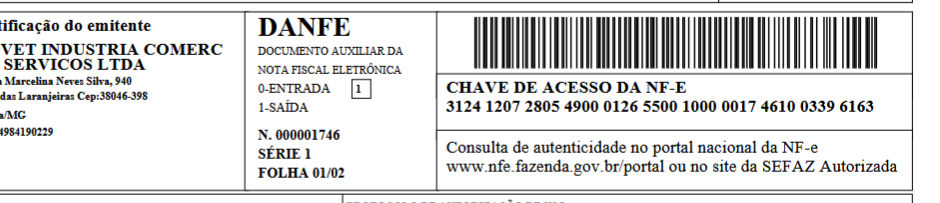 tificação do emitente
VET INDUSTRIA COMERC
SERVICOS LTDA
Marcelina Neves Silva, 940
das Laranjeiras Cep:38046-398
a/MG
4984190229
DANFE
DOCUMENTO AUXILIAR DA
NOTA FISCAL ELETRÔNICA
0-ENTRADA 1
1-SAÍDA
N. 000001746
SÉRIE 1
FOLHA 01/02
CHAVE DE ACESSO DA NF-E
3124 1207 2805 4900 0126 5500 1000 0017 4610 0339 6163
Consulta de autenticidade no portal nacional da NF-e
www.nfe.fazenda.gov.br/portal ou no site da SEFAZ Autorizada